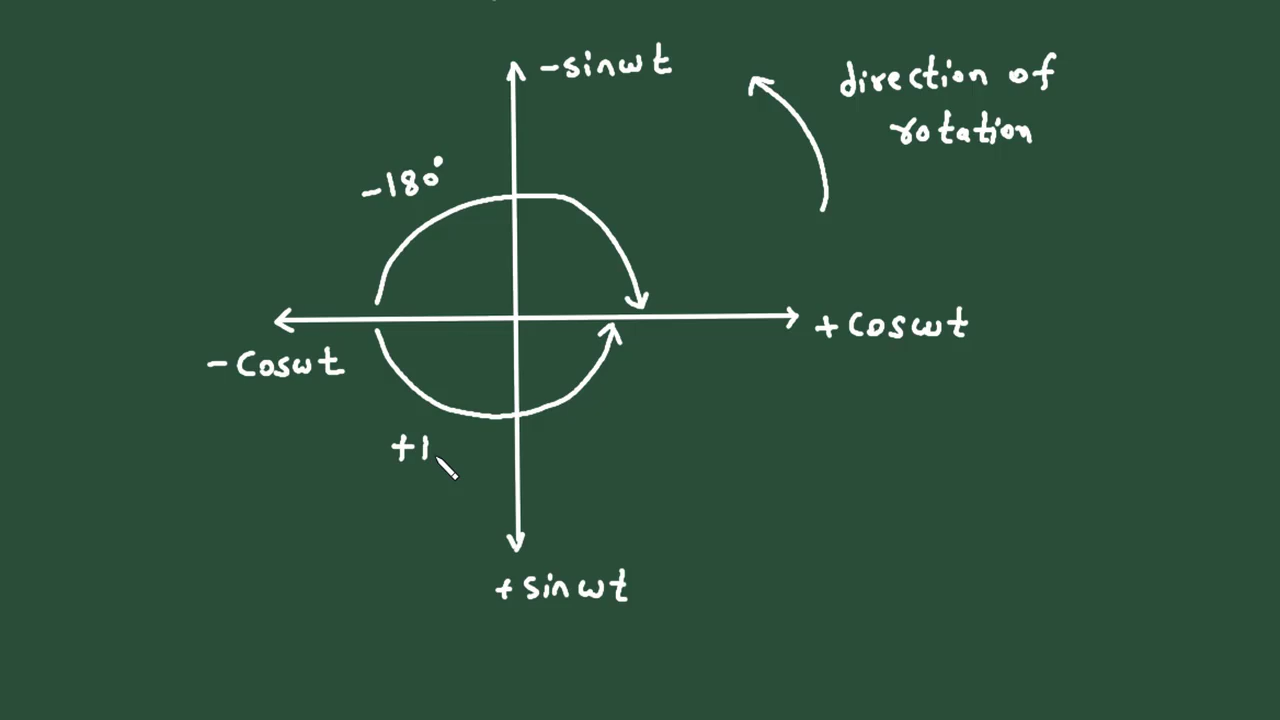 -sinωt
direction of
rotation
-180°
+cosωt
-cosωt
+1
+sinωt